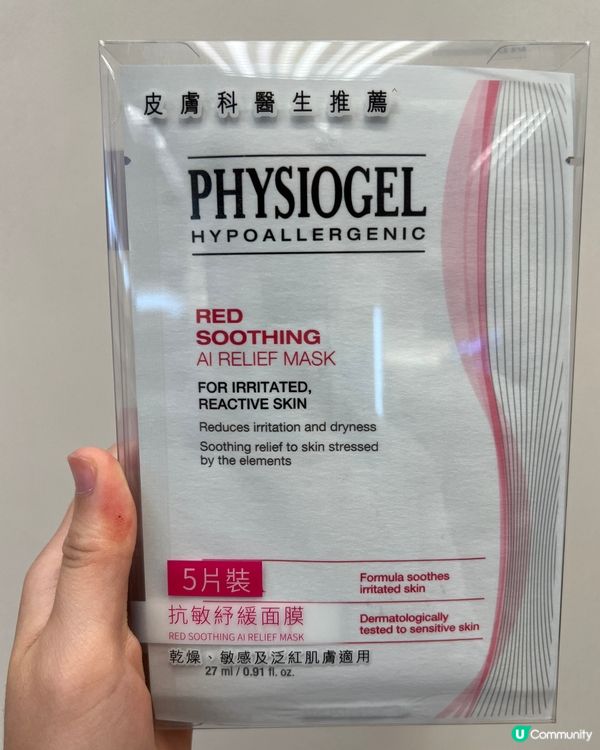 皮膚科醫生推薦
PHYSIOGEL
HYPOALLERGENIC
RED
SOOTHING
AI RELIEF MASK
FOR IRRITATED,
REACTIVE SKIN
Reduces irritation and dryness
Soothing relief to skin stressed
by the elements
5片裝
抗敏紓緩面膜
RED SOOTHING AI RELIEF MASK
乾燥、敏感及泛紅肌膚適用
27 ml / 0.91 fl. oz.
Formula soothes
irritated skin
Dermatologically
tested to sensitive skin
U Community